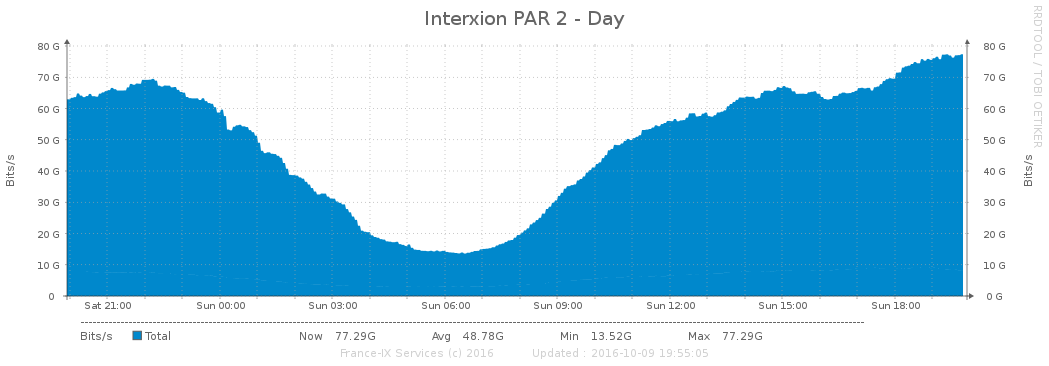 Interxion PAR 2 - Day
RRDTOOL / TOBI OETIKER
Bits/s
Bits/s
80 G 80 G
70 G 70 G
60 G 60 G
50 G 50 G
40 G 40 G
30 G 30 G
20 G 20 G
10 G 10 G
0 0 G
Sat 21:00 Sun 00:00 Sun 03:00 Sun 06:00 Sun 09:00 Sun 12:00 Sun 15:00 Sun 18:00
Bits/s Total Now 77.29G Avg 48.78G Min 13.52G Max 77.29G
France-IX Services (c) 2016 Updated : 2016-10-09 19:55:05